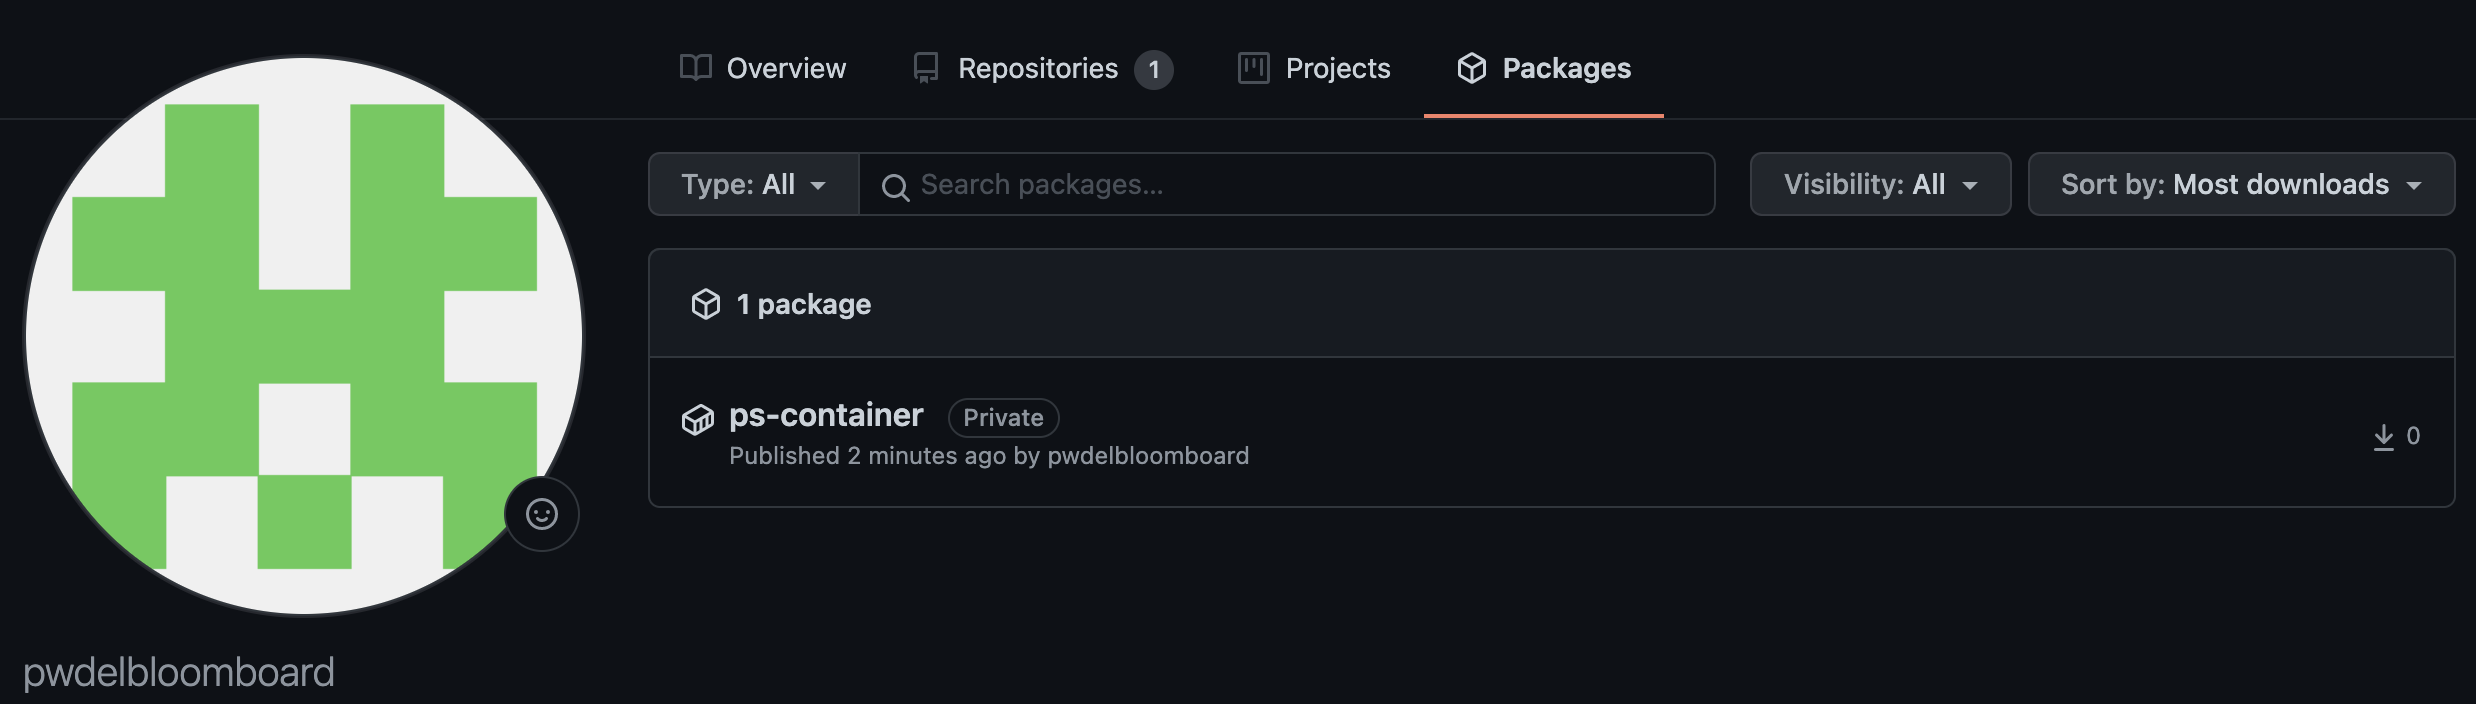 Overview Repositories 1 Projects Packages
Type: All Search packages... Visibility: All Sort by: Most downloads
1 package
ps-container Private
Published 2 minutes ago by pwdelbloomboard
0
pwdelbloomboard